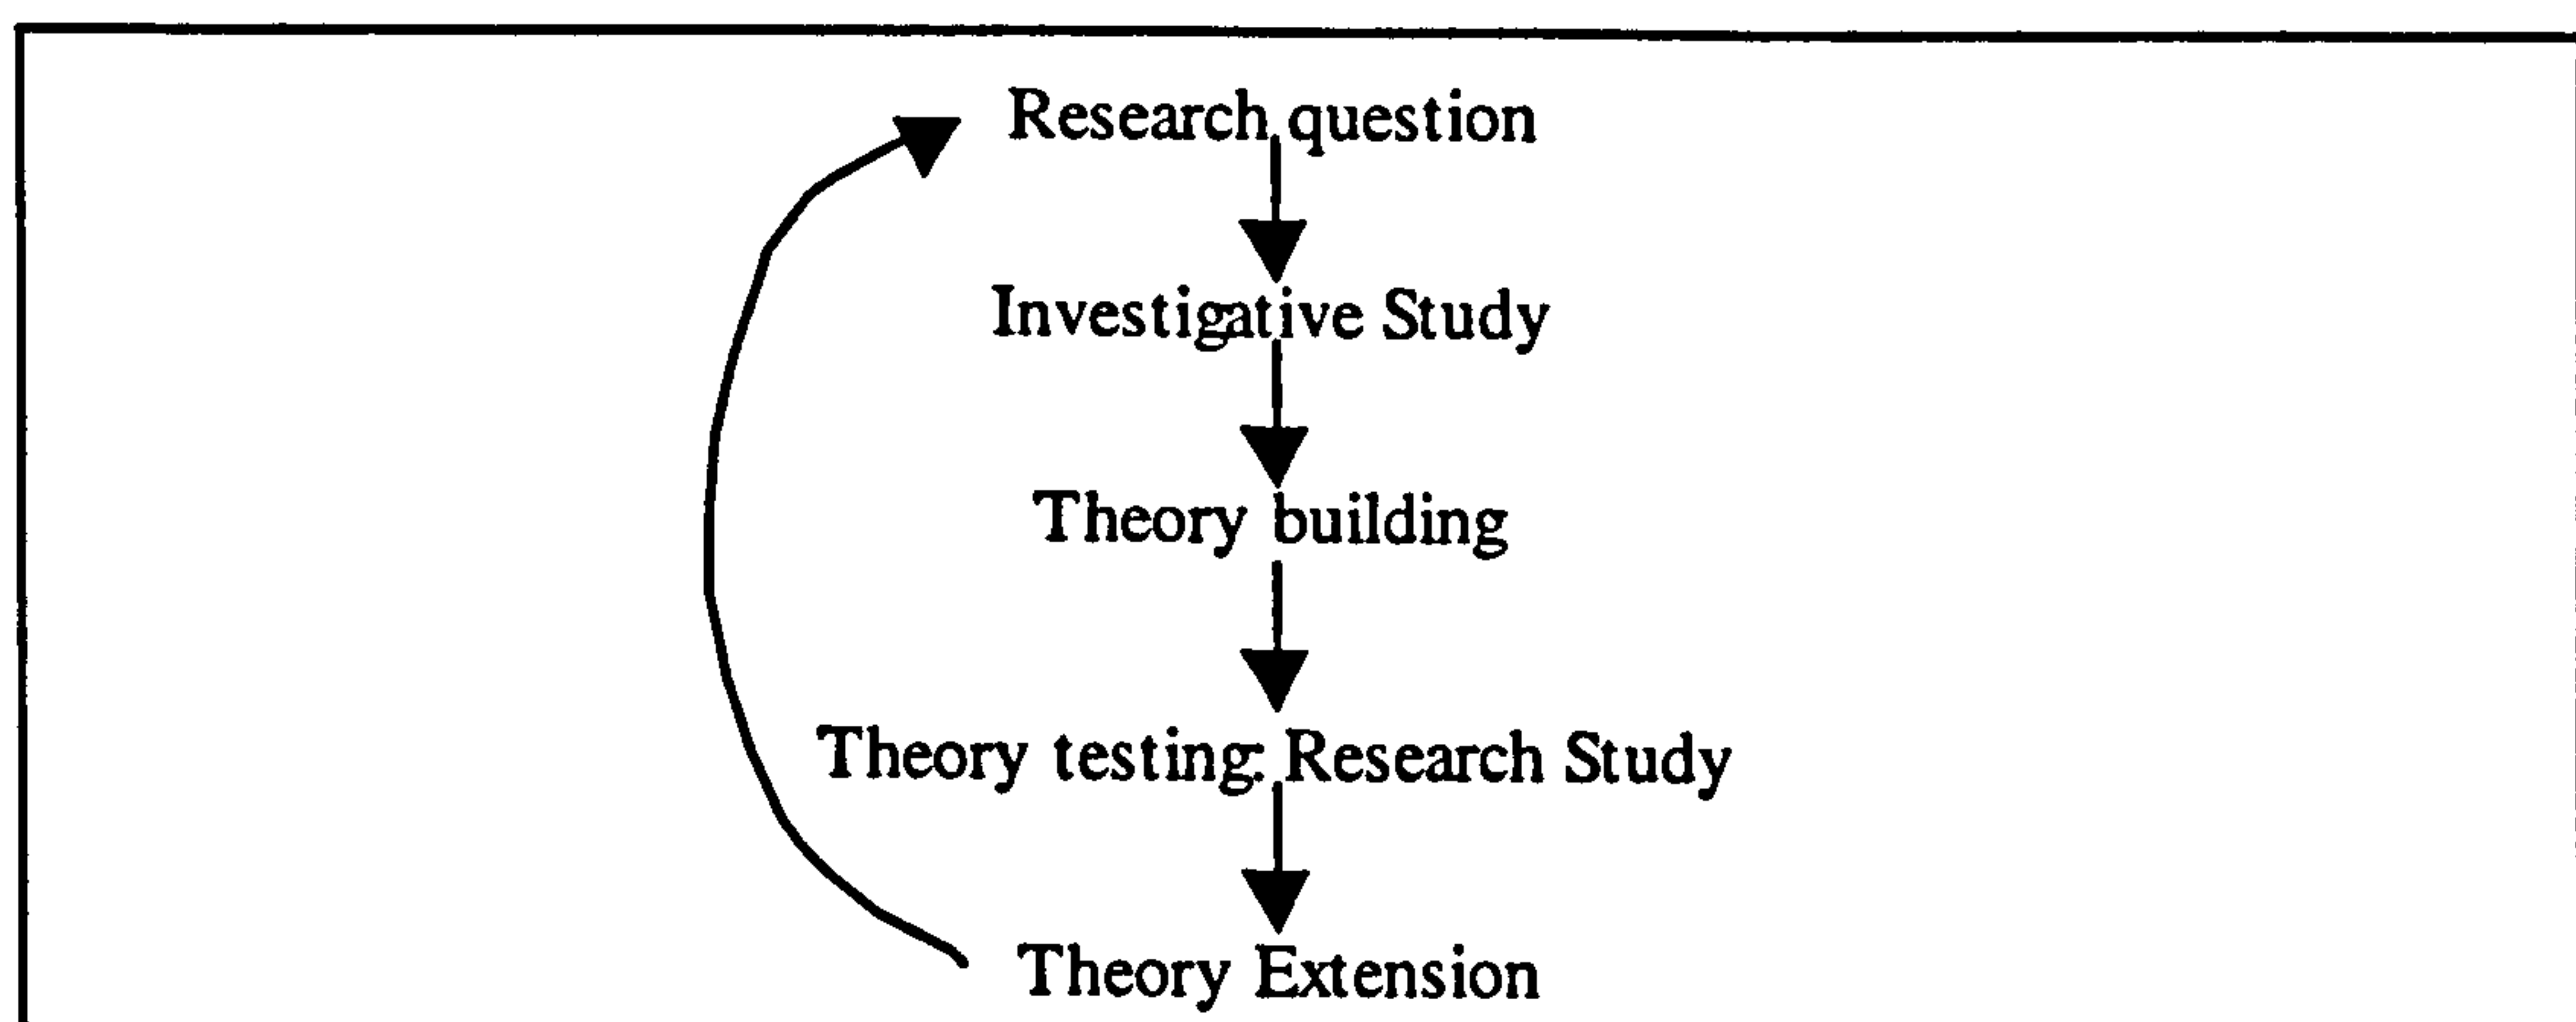 Research question
Investigative Study
Theory building
Theory testing: Research Study
Theory Extension